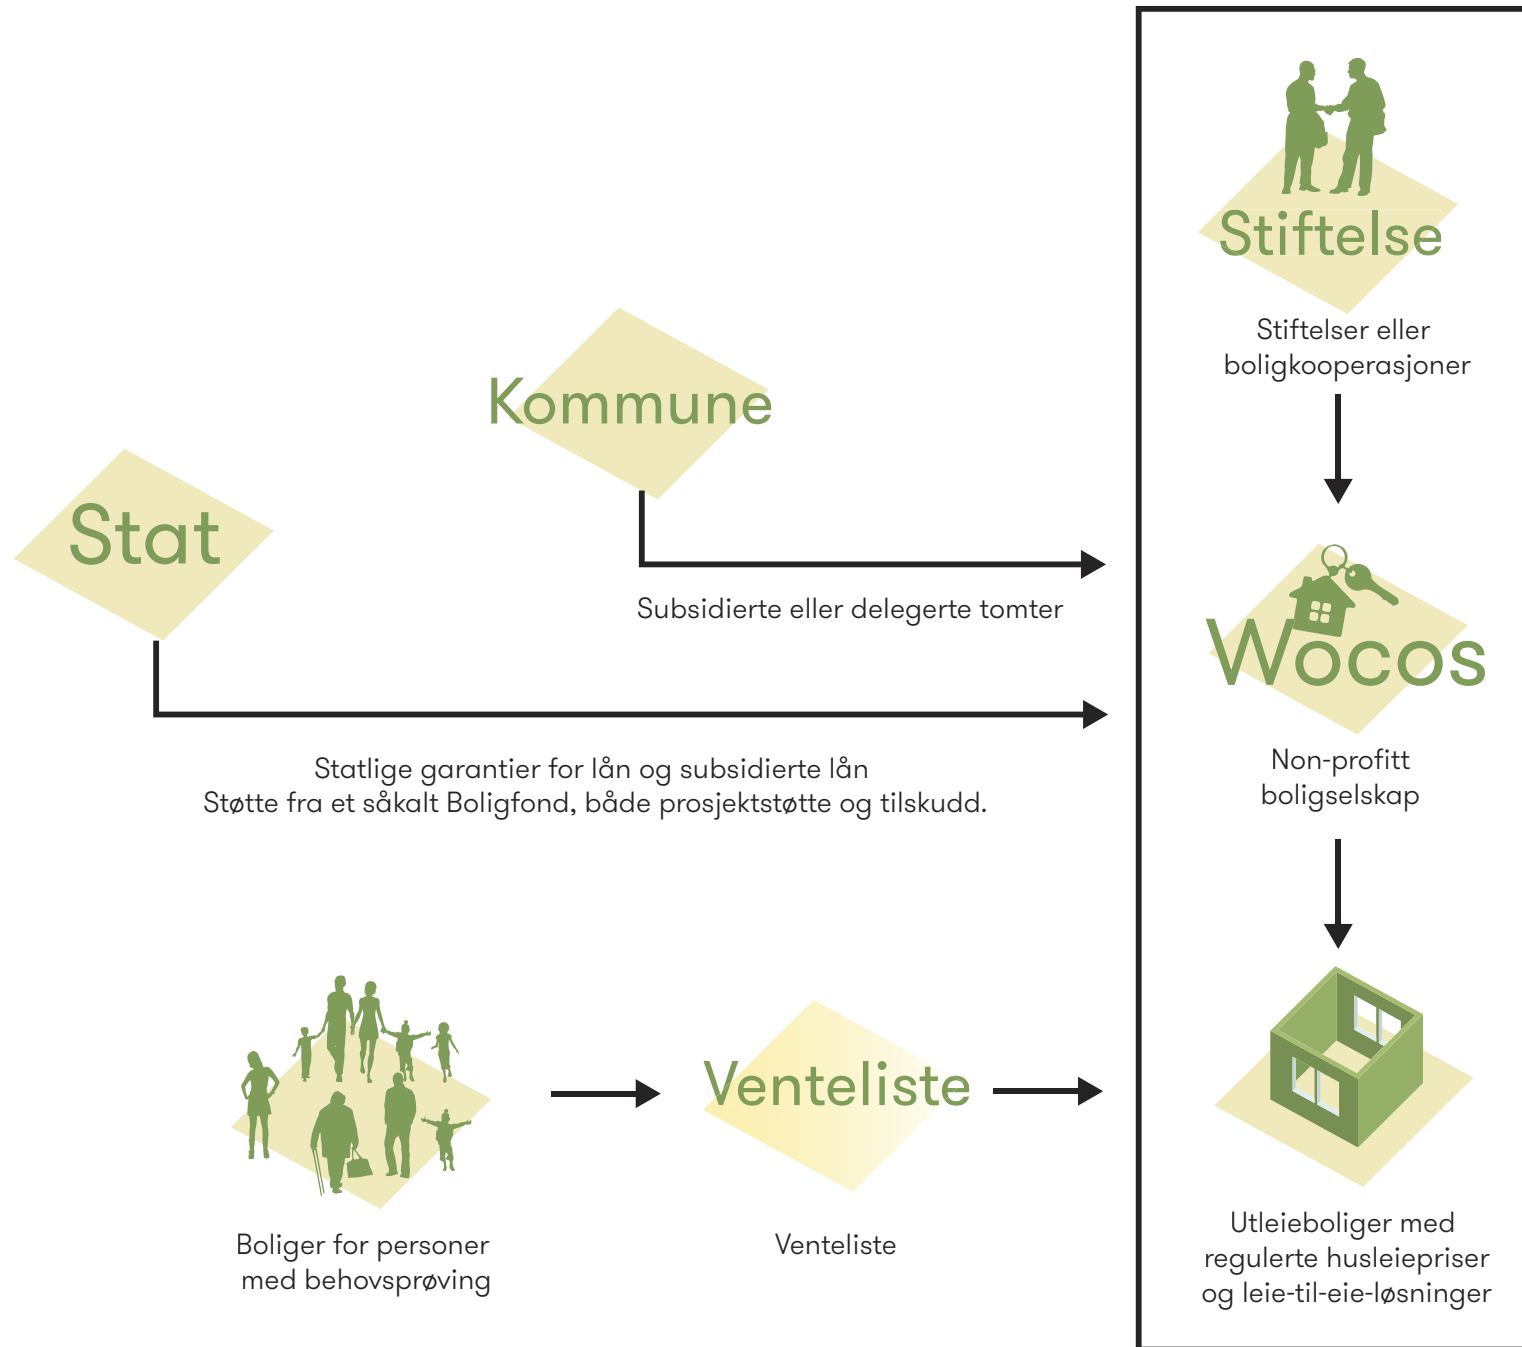 Stiftelse
Stiftelser eller
boligkooperasjoner
Kommune
Subsidierte eller delegerte tomter
Stat
Statlige garantier for lån og subsidierte lån
Støtte fra et såkalt Boligfond, både prosjektstøtte og tilskudd.
Wocos
Non-profitt
boligselskap
Boliger for personer
med behovsprøving
Venteliste
Venteliste
Utleieboliger med
regulerte husleiepriser
og leie-til-eie-løsninger